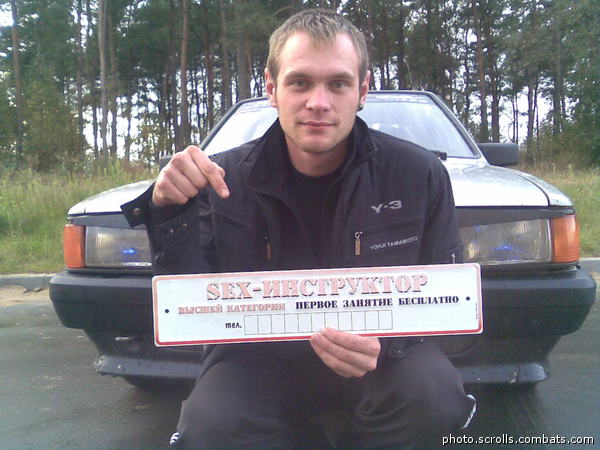 Y-3
YOHJI YAMAMOTO
SEX-ИНСТРУКТОР
• ВЫСШЕЙ КАТЕГОРИИ ПЕРВОЕ ЗАНЯТИЕ БЕСПЛАТНО •
тел.
photo.scrolls.combats.com